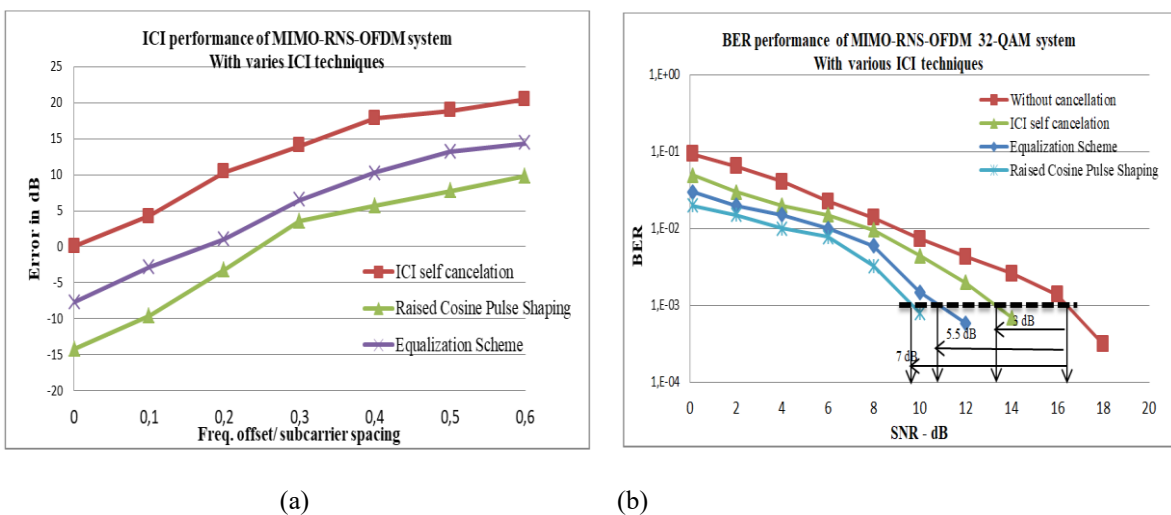 ICI performance of MIMO-RNS-OFDM system
With varies ICI techniques
25
20
15
10
5
0
-5
-10
-15
-20
Error in dB
ICI self cancelation
Raised Cosine Pulse Shaping
Equalization Scheme
0 0,1 0,2 0,3 0,4 0,5 0,6
Freq. offset/ subcarrier spacing
(a)
BER performance of MIMO-RNS-OFDM 32-QAM system
With various ICI techniques
1,E+00
1,E-01
1,E-02
1,E-03
1,E-04
BER
Without cancellation
ICI self cancelation
Equalization Scheme
Raised Cosine Pulse Shaping
3 dB
5.5 dB
7 dB
0 2 4 6 8 10 12 14 16 18 20
SNR - dB
(b)